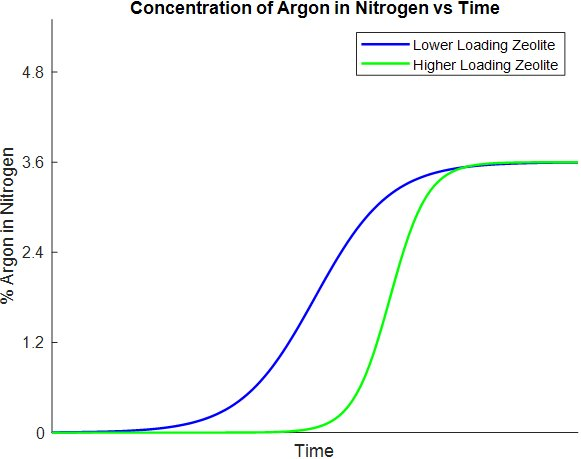 Concentration of Argon in Nitrogen vs Time
Lower Loading Zeolite
Higher Loading Zeolite
% Argon in Nitrogen
4.8
3.6
2.4
1.2
0
Time